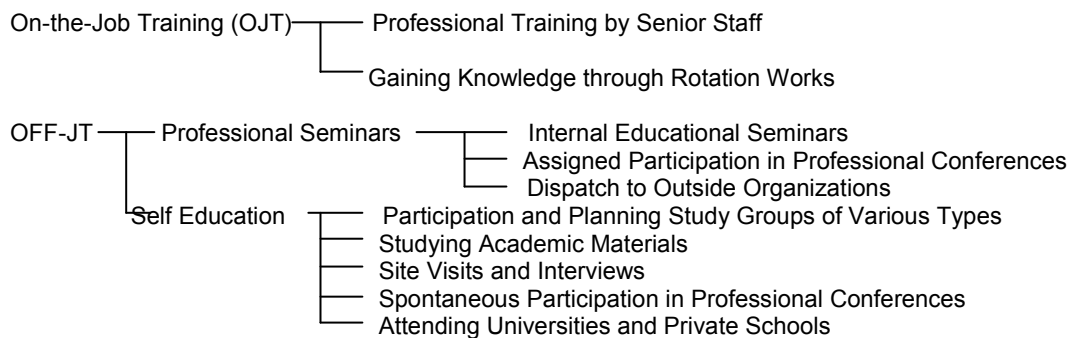 On-the-Job Training (OJT) Professional Training by Senior Staff
Gaining Knowledge through Rotation Works
OFF-JT Professional Seminars Internal Educational Seminars
Assigned Participation in Professional Conferences
Dispatch to Outside Organizations
Self Education Participation and Planning Study Groups of Various Types
Studying Academic Materials
Site Visits and Interviews
Spontaneous Participation in Professional Conferences
Attending Universities and Private Schools